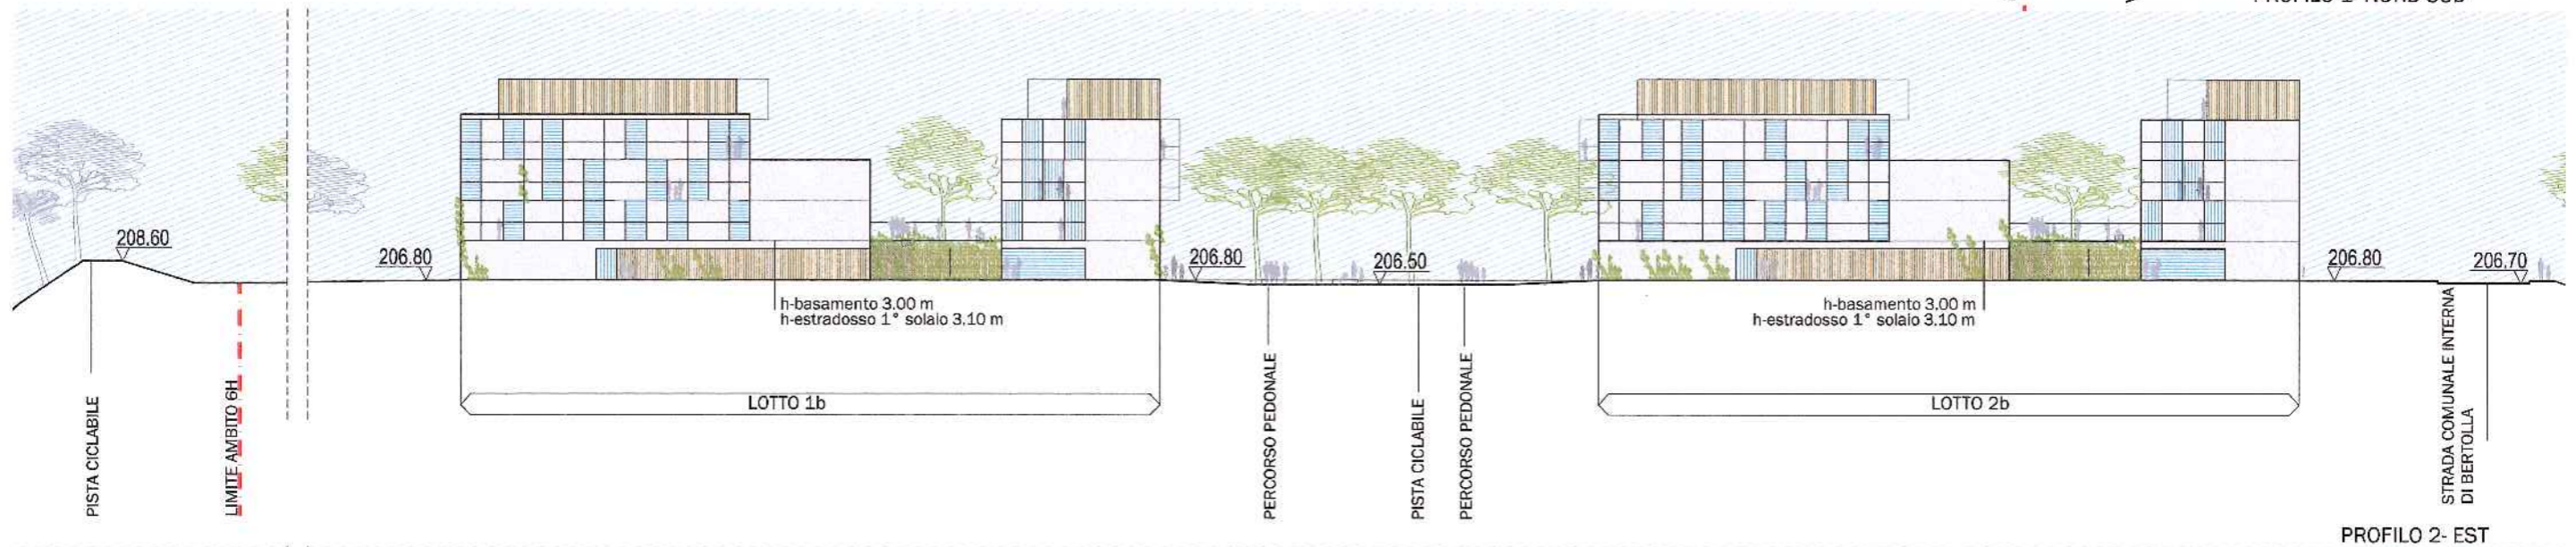 208.60
206.80
206.80
206.50
206.80
206.70
h-basamento 3.00 m
h-estradosso 1° solaio 3.10 m
h-basamento 3.00 m
h-estradosso 1° solaio 3.10 m
LOTTO 1b
LOTTO 2b
PISTA CICLABILE
LIMITE AMBITO 6H
PERCORSO PEDONALE
PISTA CICLABILE
PERCORSO PEDONALE
STRADA COMUNALE INTERNA
DI BERTOLLA
PROFILO 2- EST